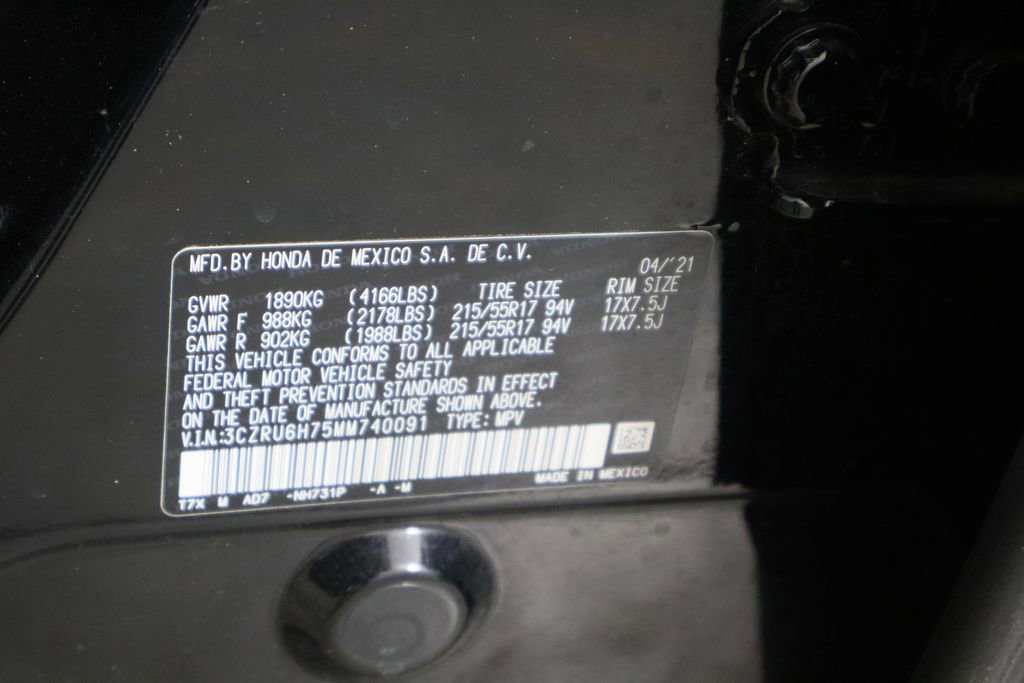 MFD.BY HONDA DE MEXICO S.A. DE C.V.
04/'21
GVWR 1890KG (4166LBS) TIRE SIZE RIM SIZE
GAWR F 988KG (2178LBS) 215/55R17 94V 17X7.5J
GAWR R 902KG (1988LBS) 215/55R17 94V 17X7.5J
THIS VEHICLE CONFORMS TO ALL APPLICABLE
FEDERAL MOTOR VEHICLE SAFETY
AND THEFT PREVENTION STANDARDS IN EFFECT
ON THE DATE OF MANUFACTURE SHOWN ABOVE.
V.I.N.:3CZRU6H75MM740091 TYPE: MPV
MADE IN MEXICO
T7X M AD7 -NH731P -A -M